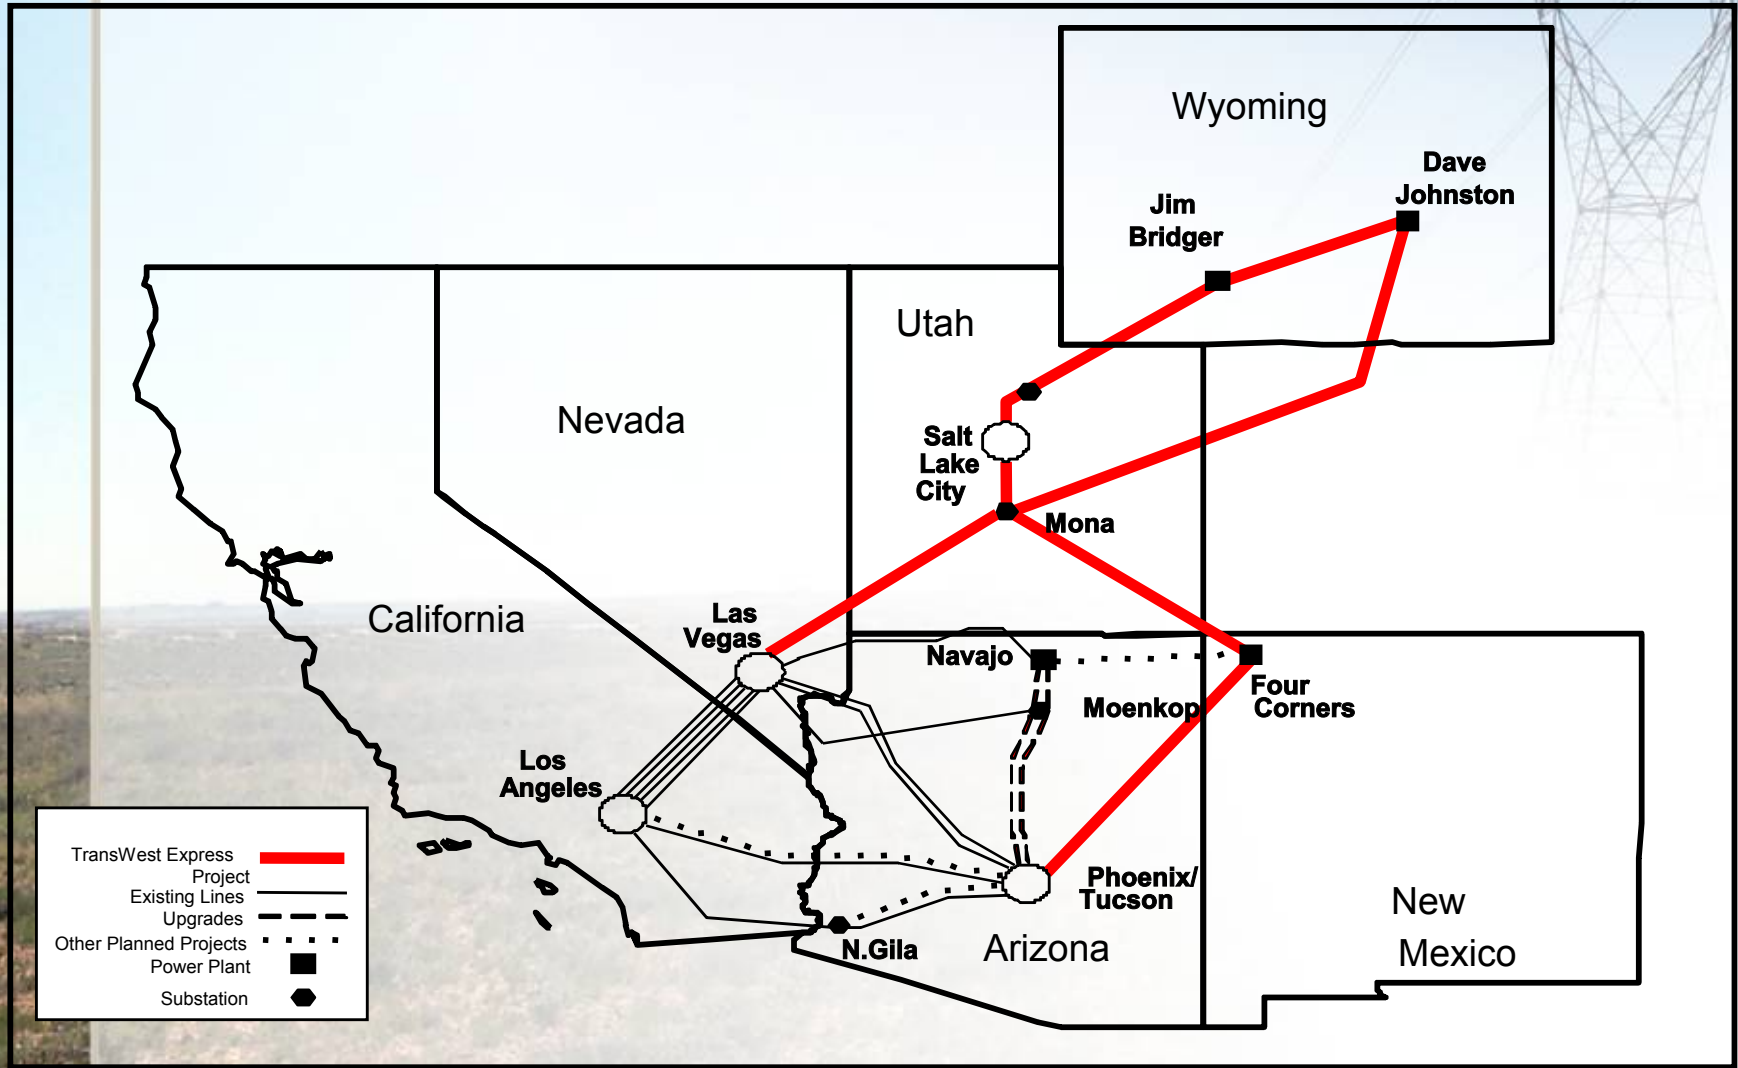 Wyoming
Dave
Johnston
Jim
Bridger
Utah
Nevada
Salt
Lake
City
Mona
California
Las
Vegas
Navajo
Four
Corners
Moenkop
Los
Angeles
Phoenix/
Tucson
N.Gila
Arizona
New
Mexico
TransWest Express
Project
Existing Lines
Upgrades
Other Planned Projects
Power Plant
Substation